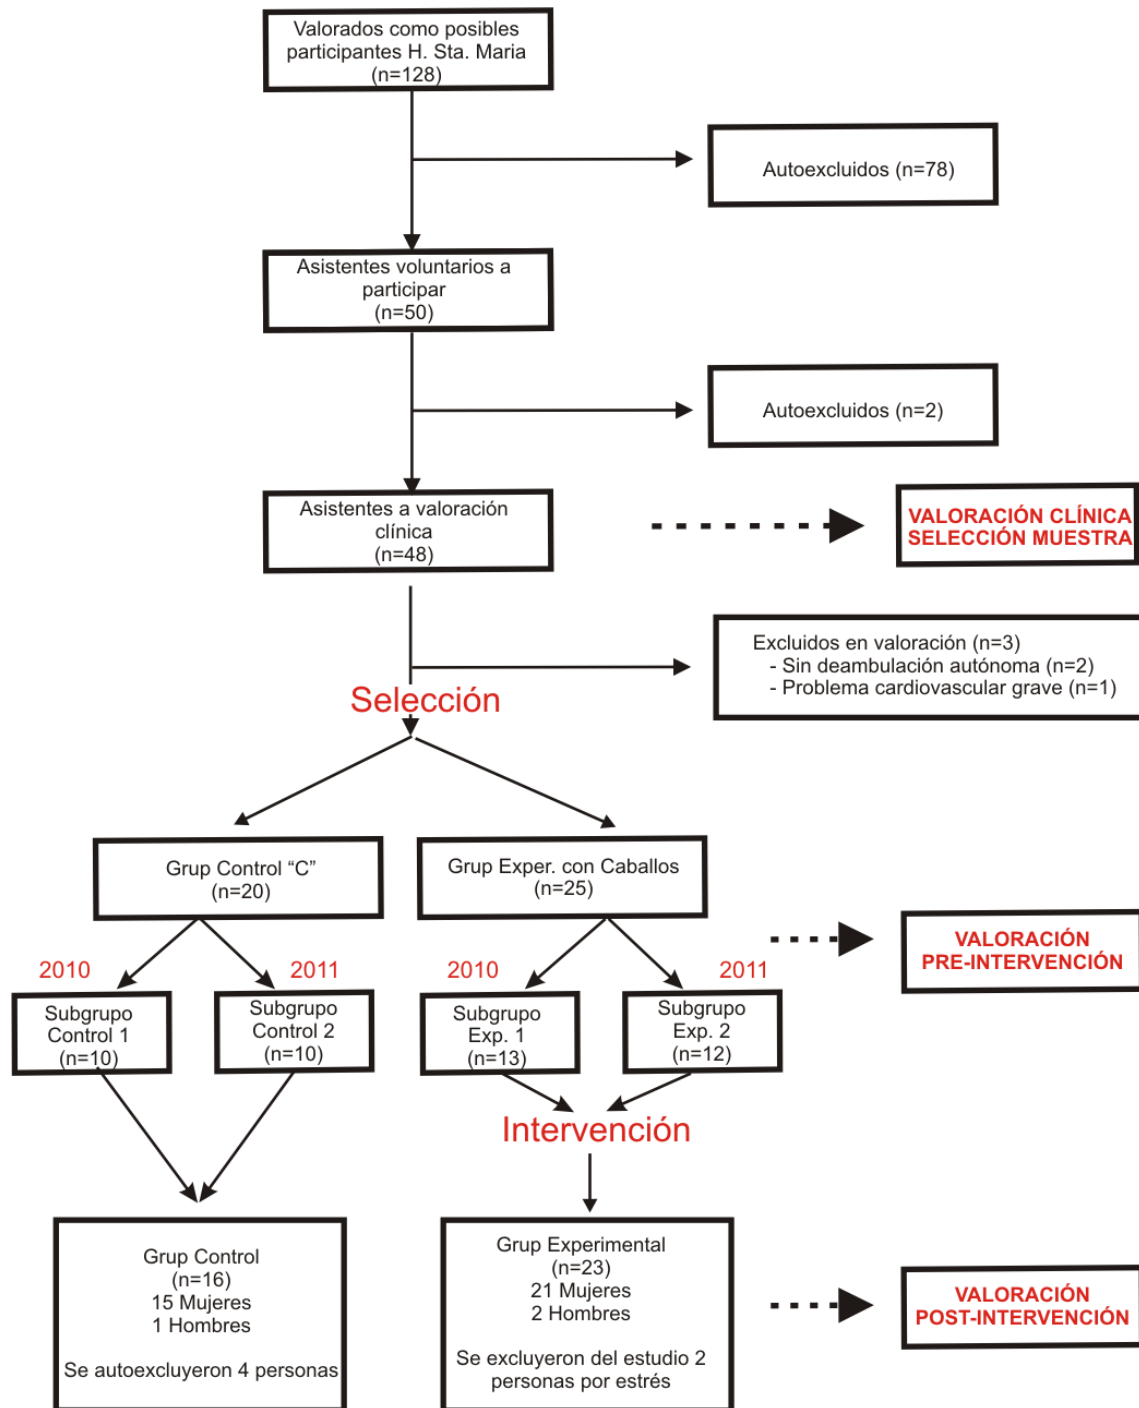 Valorados como posibles
participantes H. Sta. Maria
(n=128)
Autoexcluidos (n=78)
Asistentes voluntarios a
participar
(n=50)
Autoexcluidos (n=2)
Asistentes a valoración
clínica
(n=48)
VALORACIÓN CLÍNICA
SELECCIÓN MUESTRA
Excluidos en valoración (n=3)
- Sin deambulación autónoma (n=2)
- Problema cardiovascular grave (n=1)
Selección
Grup Control “C”
(n=20)
Grup Exper. con Caballos
(n=25)
VALORACIÓN
PRE-INTERVENCIÓN
2010
2011
2010
2011
Subgrupo
Control 1
(n=10)
Subgrupo
Control 2
(n=10)
Subgrupo
Exp. 1
(n=13)
Subgrupo
Exp. 2
(n=12)
Intervención
Grup Control
(n=16)
15 Mujeres
1 Hombres
Se autoexcluyeron 4 personas
Grup Experimental
(n=23)
21 Mujeres
2 Hombres
Se excluyeron del estudio 2
personas por estrés
VALORACIÓN
POST-INTERVENCIÓN